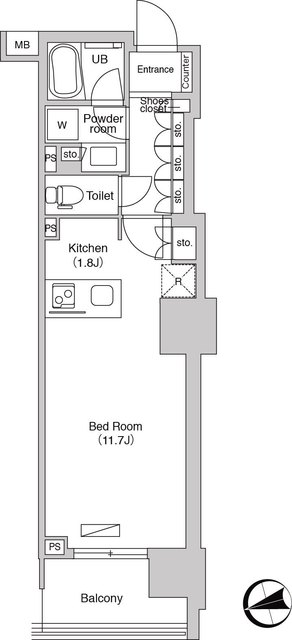 MB
UB
Entrance
Counter
Shoes
closet
W
Powder
room
sto.
PS
sto.
sto.
Toilet
sto.
PS
Kitchen
(1.8J)
sto.
R
Bed Room
(11.7J)
PS
Balcony